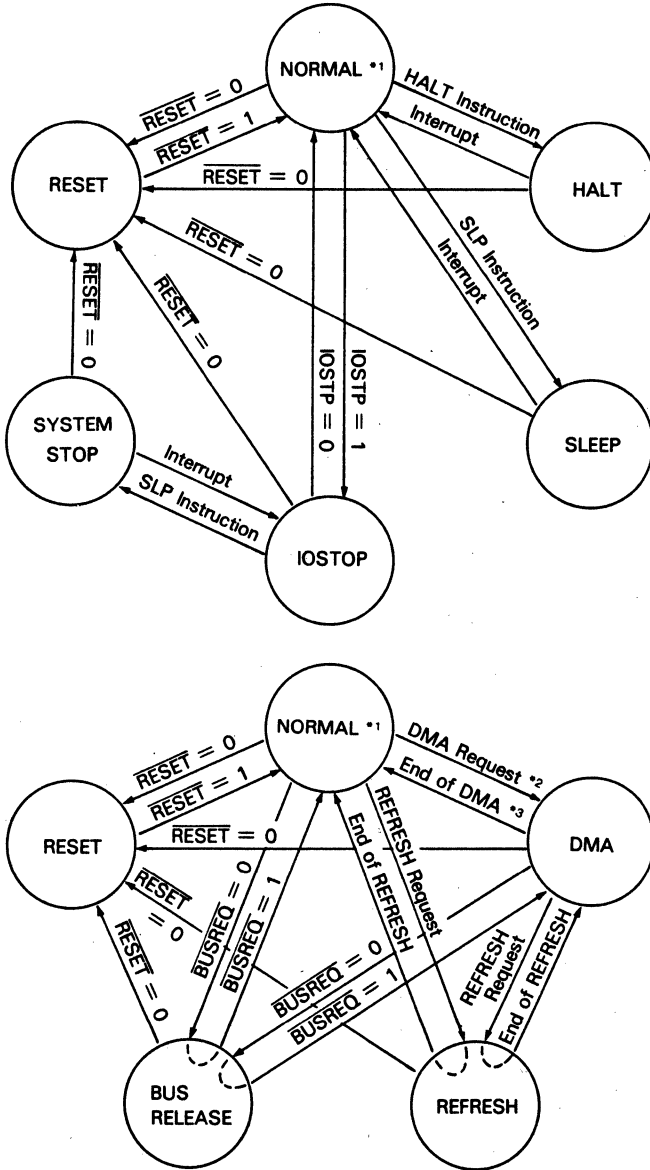 NORMAL *1
RESET = 0
RESET = 1
HALT Instruction
Interrupt
RESET
RESET = 0
HALT
RESET = 0
SLP Instruction
Interrupt
RESET = 0
RESET = 0
IOSTP = 0
IOSTP = 1
SYSTEM
STOP
SLEEP
Interrupt
SLP Instruction
IOSTOP
NORMAL *1
RESET = 0
RESET = 1
DMA Request *2
End of DMA *3
RESET
RESET = 0
DMA
RESET
= 0
BUSREQ = 0
BUSREQ = 1
End of REFRESH
REFRESH Request
RESET = 0
BUSREQ = 0
BUSREQ = 1
REFRESH
Request
End of REFRESH
BUS
RELEASE
REFRESH